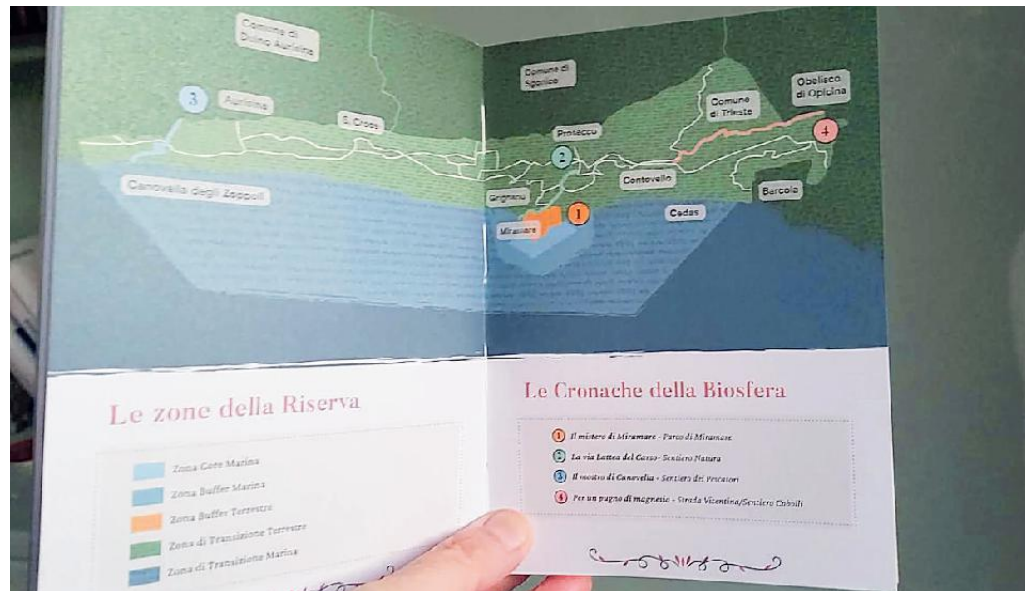 Comune di
Duino Aurisina
3
Aurisina
S. Croce
Canovella degli Zoppoli
Comune di
Sgonico
Prosecco
2
Comune
di Trieste
Obelisco
di Opicina
4
Contovello
Barcola
Grignano
1
Cedas
Miramare
Le zone della Riserva
Zona Core Marina
Zona Buffer Marina
Zona Buffer Terrestre
Zona di Transizione Terrestre
Zona di Transizione Marina
Le Cronache della Biosfera
1 Il mistero di Miramare - Parco di Miramare
2 La via Lattea del Carso - Sentiero Natura
3 Il mostro di Canovella - Sentiero dei Pescatori
4 Per un pugno di magnesio - Strada Vicentina/Sentiero Cobolli